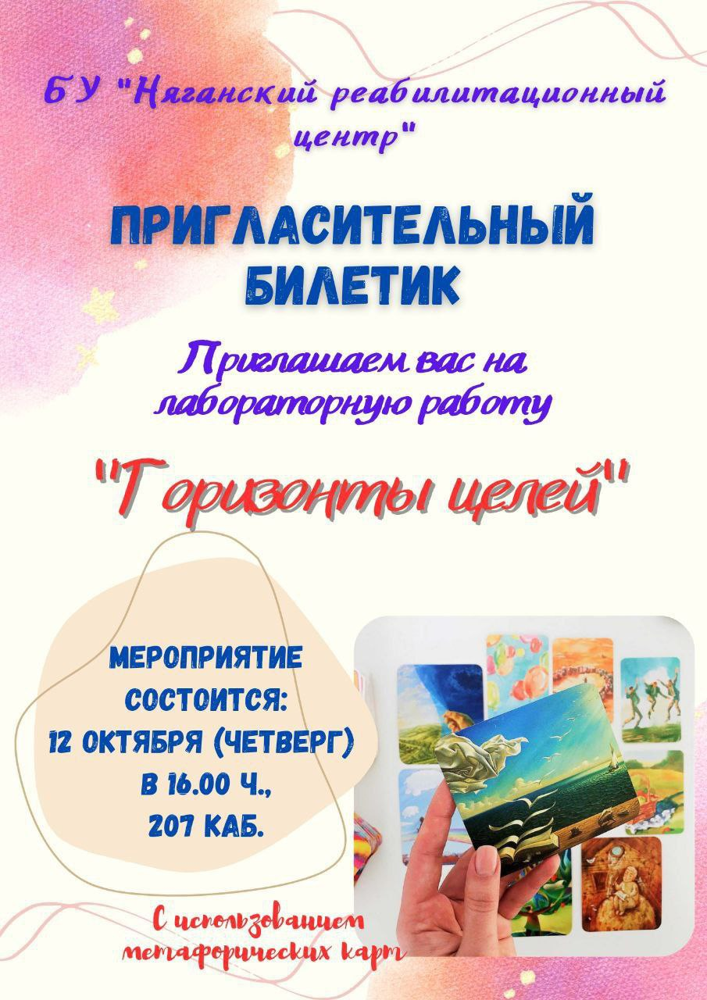 БУ "Няганский реабилитационный
центр"
ПРИГЛАСИТЕЛЬНЫЙ
БИЛЕТИК
Приглашаем вас на
лабораторную работу
"Горизонты целей"
МЕРОПРИЯТИЕ
СОСТОИТСЯ:
12 ОКТЯБРЯ (ЧЕТВЕРГ)
В 16.00 Ч.,
207 КАБ.
С использованием
метафорических карт